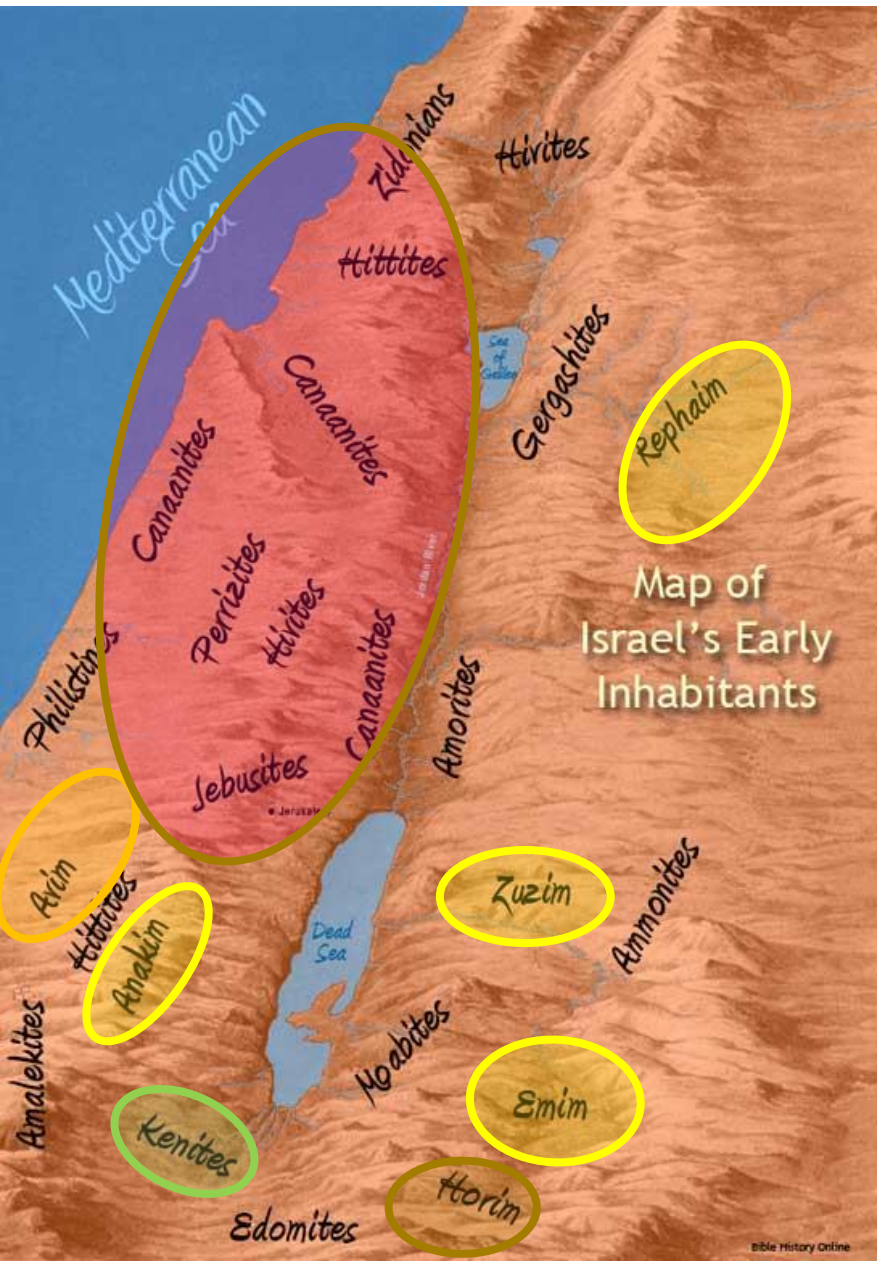 Mediterranean
Sea
Zidonians
Hivites
Hittites
Sea
of
Galilee
Gergashites
Canaanites
Rephaim
Canaanites
Perrizites
Hivites
Jordan River
Map of
Israel's Early
Inhabitants
Philistines
Canaanites
Amorites
Jebusites
Jerusale
Avim
Hittites
Anakim
Zuzim
Ammonites
Dead
Sea
Amalekites
Moabites
Kenites
Emim
Horim
Edomites
Bible History Online